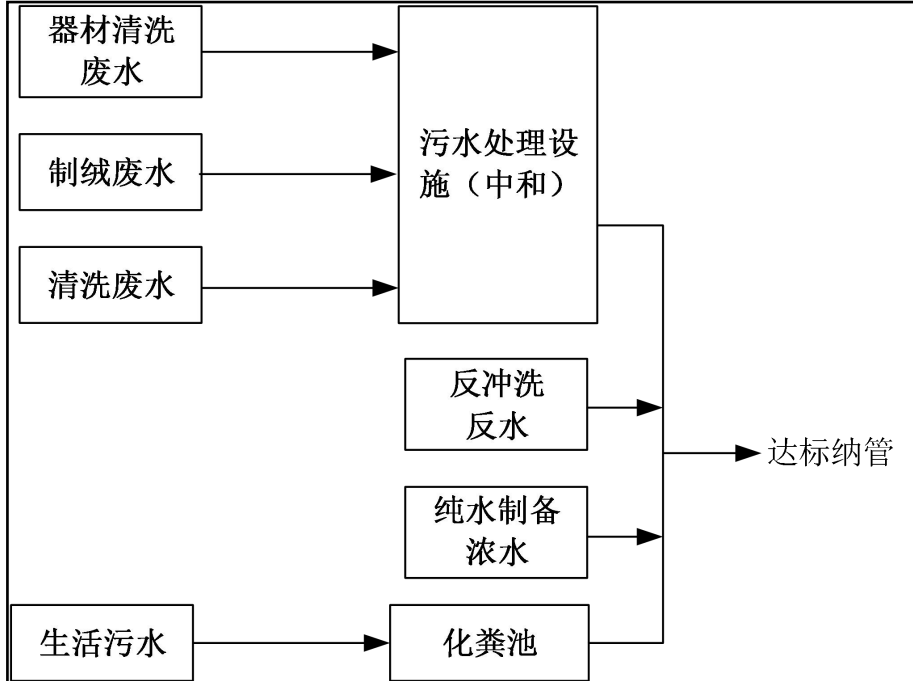 器材清洗
废水
制绒废水
清洗废水
污水处理设
施（中和）
反冲洗
反水
纯水制备
浓水
达标纳管
生活污水
化粪池